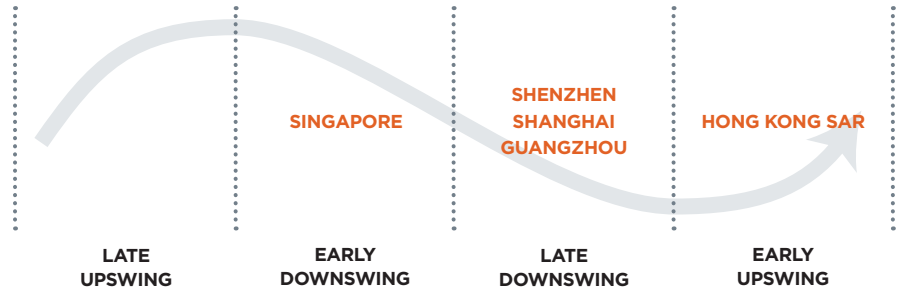 SINGAPORE
SHENZHEN
SHANGHAI
GUANGZHOU
HONG KONG SAR
LATE
UPSWING
EARLY
DOWNSWING
LATE
DOWNSWING
EARLY
UPSWING